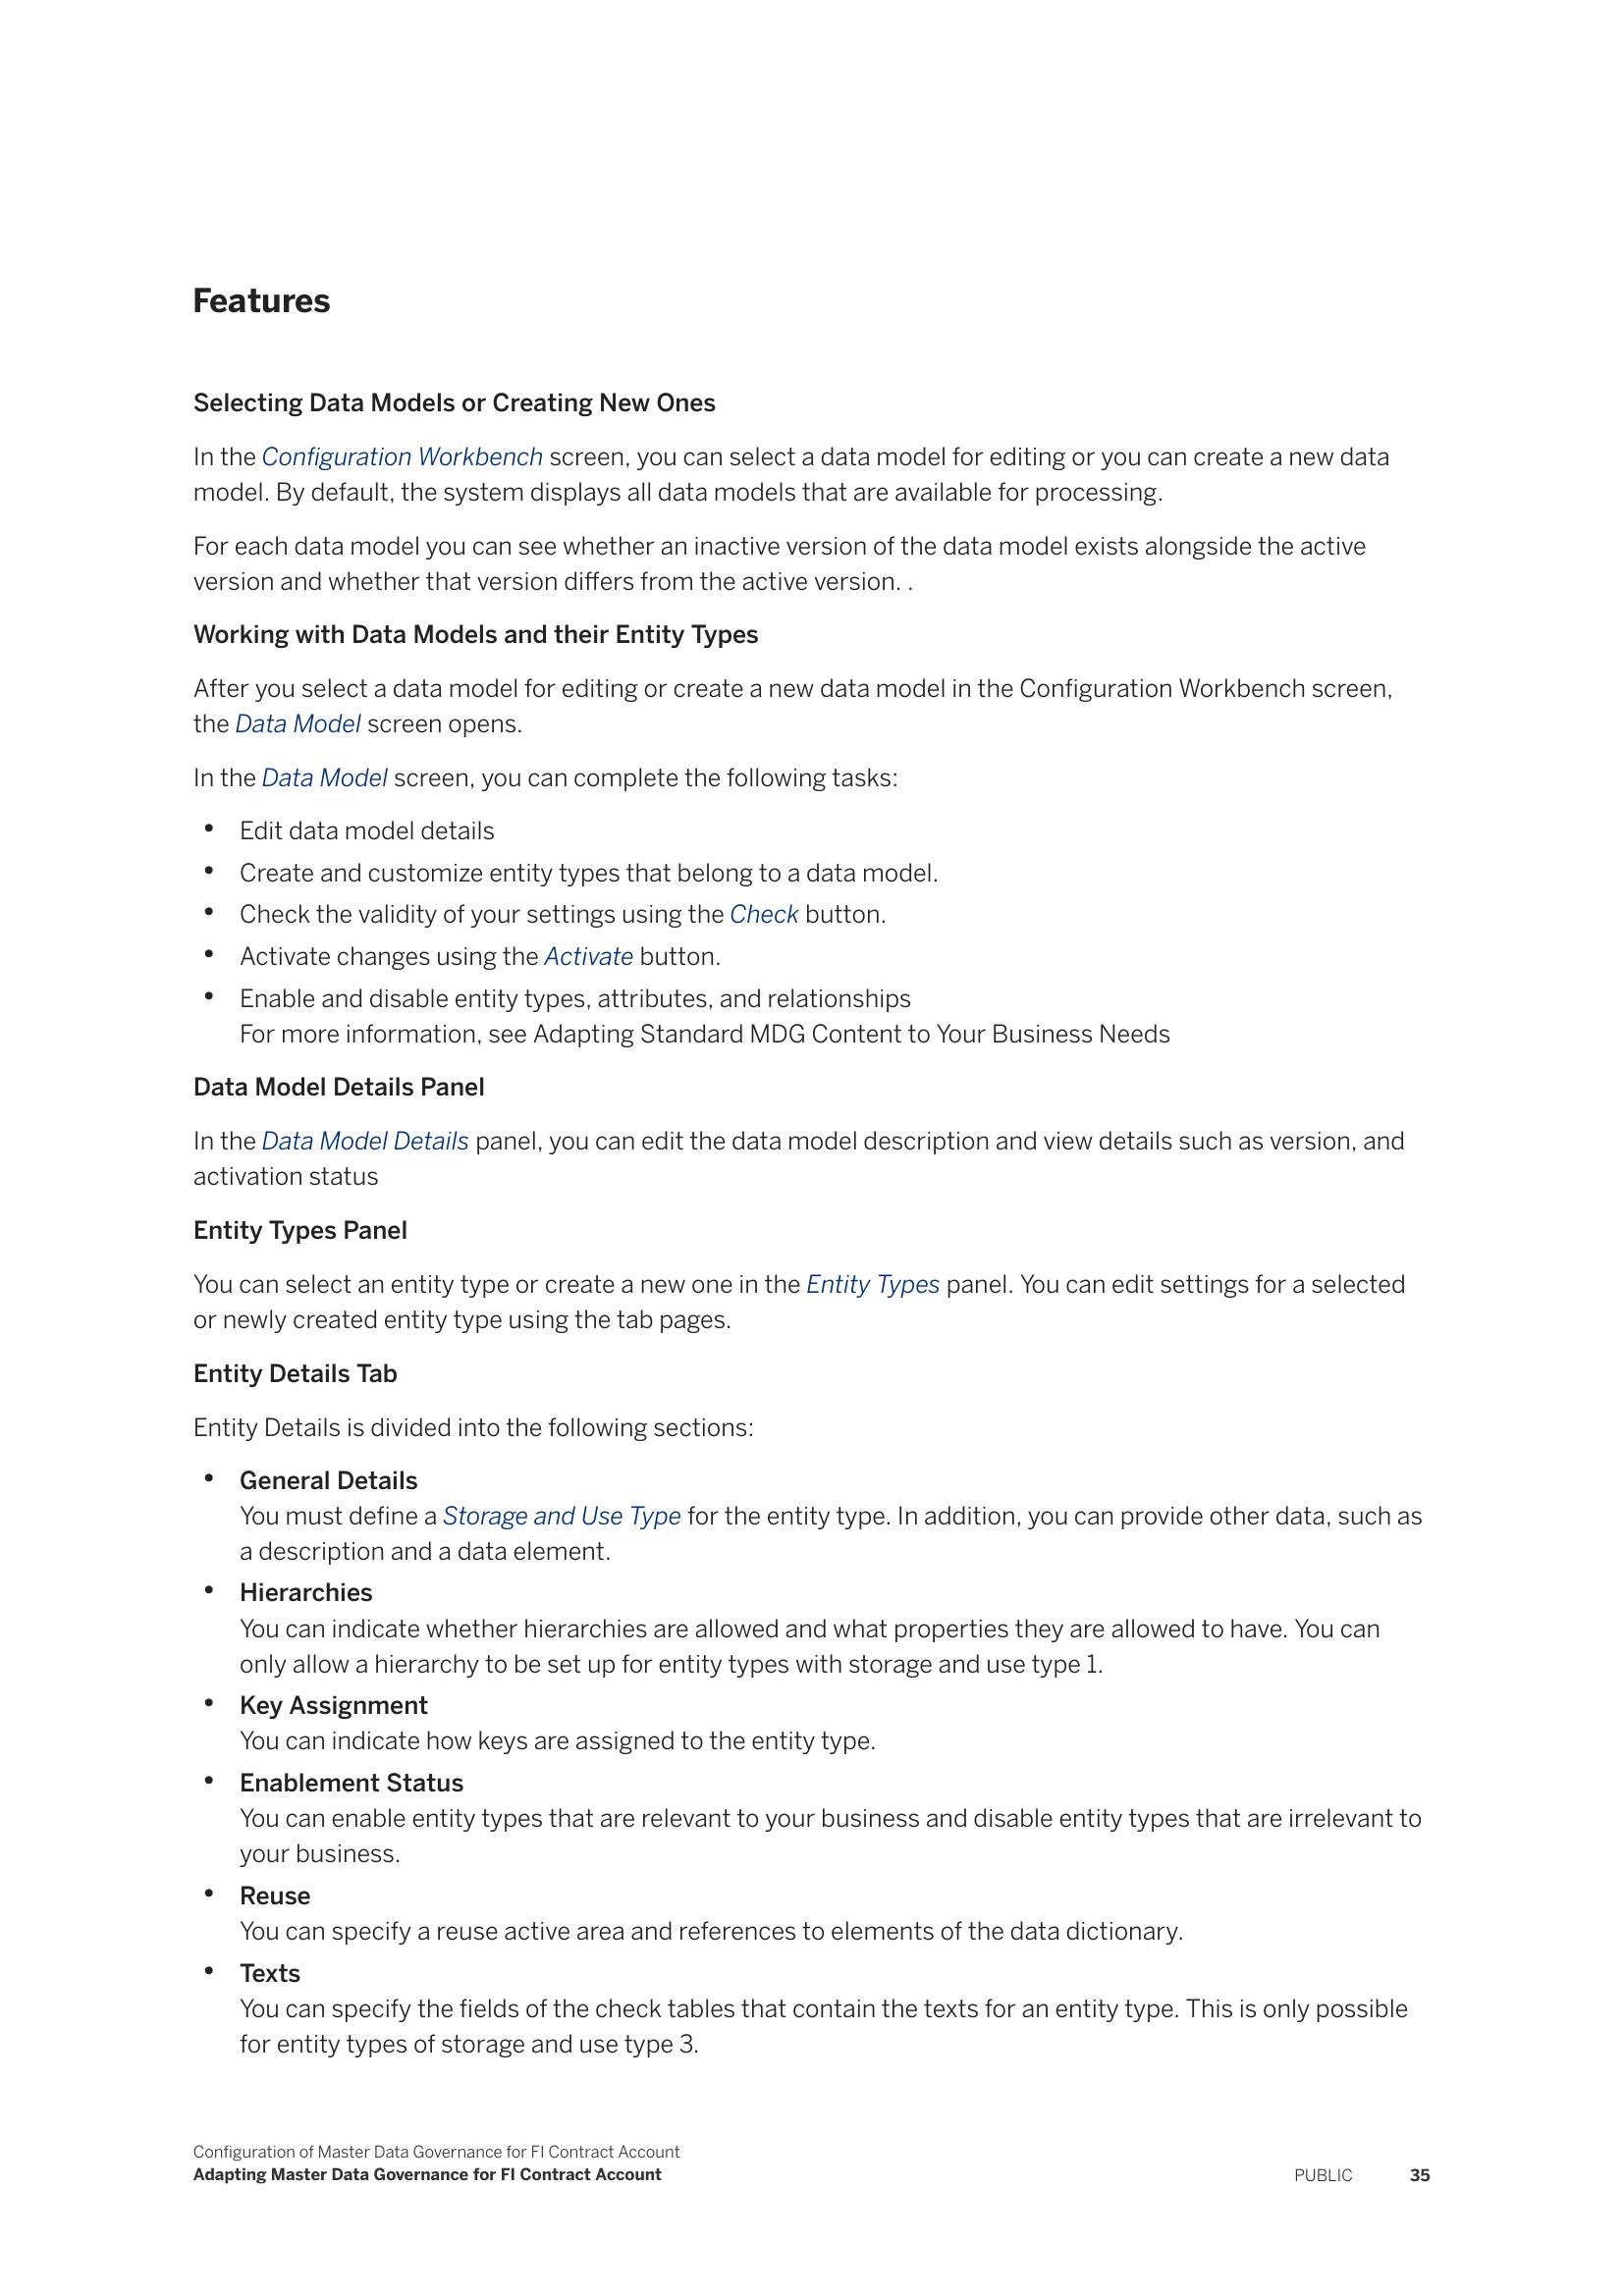 Features
Selecting Data Models or Creating New Ones
In the Configuration Workbench screen, you can select a data model for editing or you can create a new data
model. By default, the system displays all data models that are available for processing.
For each data model you can see whether an inactive version of the data model exists alongside the active
version and whether that version differs from the active version. .
Working with Data Models and their Entity Types
After you select a data model for editing or create a new data model in the Configuration Workbench screen,
the Data Model screen opens.
In the Data Model screen, you can complete the following tasks:
• Edit data model details
• Create and customize entity types that belong to a data model.
• Check the validity of your settings using the Check button.
• Activate changes using the Activate button.
• Enable and disable entity types, attributes, and relationships
For more information, see Adapting Standard MDG Content to Your Business Needs
Data Model Details Panel
In the Data Model Details panel, you can edit the data model description and view details such as version, and
activation status
Entity Types Panel
You can select an entity type or create a new one in the Entity Types panel. You can edit settings for a selected
or newly created entity type using the tab pages.
Entity Details Tab
Entity Details is divided into the following sections:
• General Details
You must define a Storage and Use Type for the entity type. In addition, you can provide other data, such as
a description and a data element.
• Hierarchies
You can indicate whether hierarchies are allowed and what properties they are allowed to have. You can
only allow a hierarchy to be set up for entity types with storage and use type 1.
• Key Assignment
You can indicate how keys are assigned to the entity type.
• Enablement Status
You can enable entity types that are relevant to your business and disable entity types that are irrelevant to
your business.
• Reuse
You can specify a reuse active area and references to elements of the data dictionary.
• Texts
You can specify the fields of the check tables that contain the texts for an entity type. This is only possible
for entity types of storage and use type 3.
Configuration of Master Data Governance for FI Contract Account
Adapting Master Data Governance for FI Contract Account
PUBLIC 35